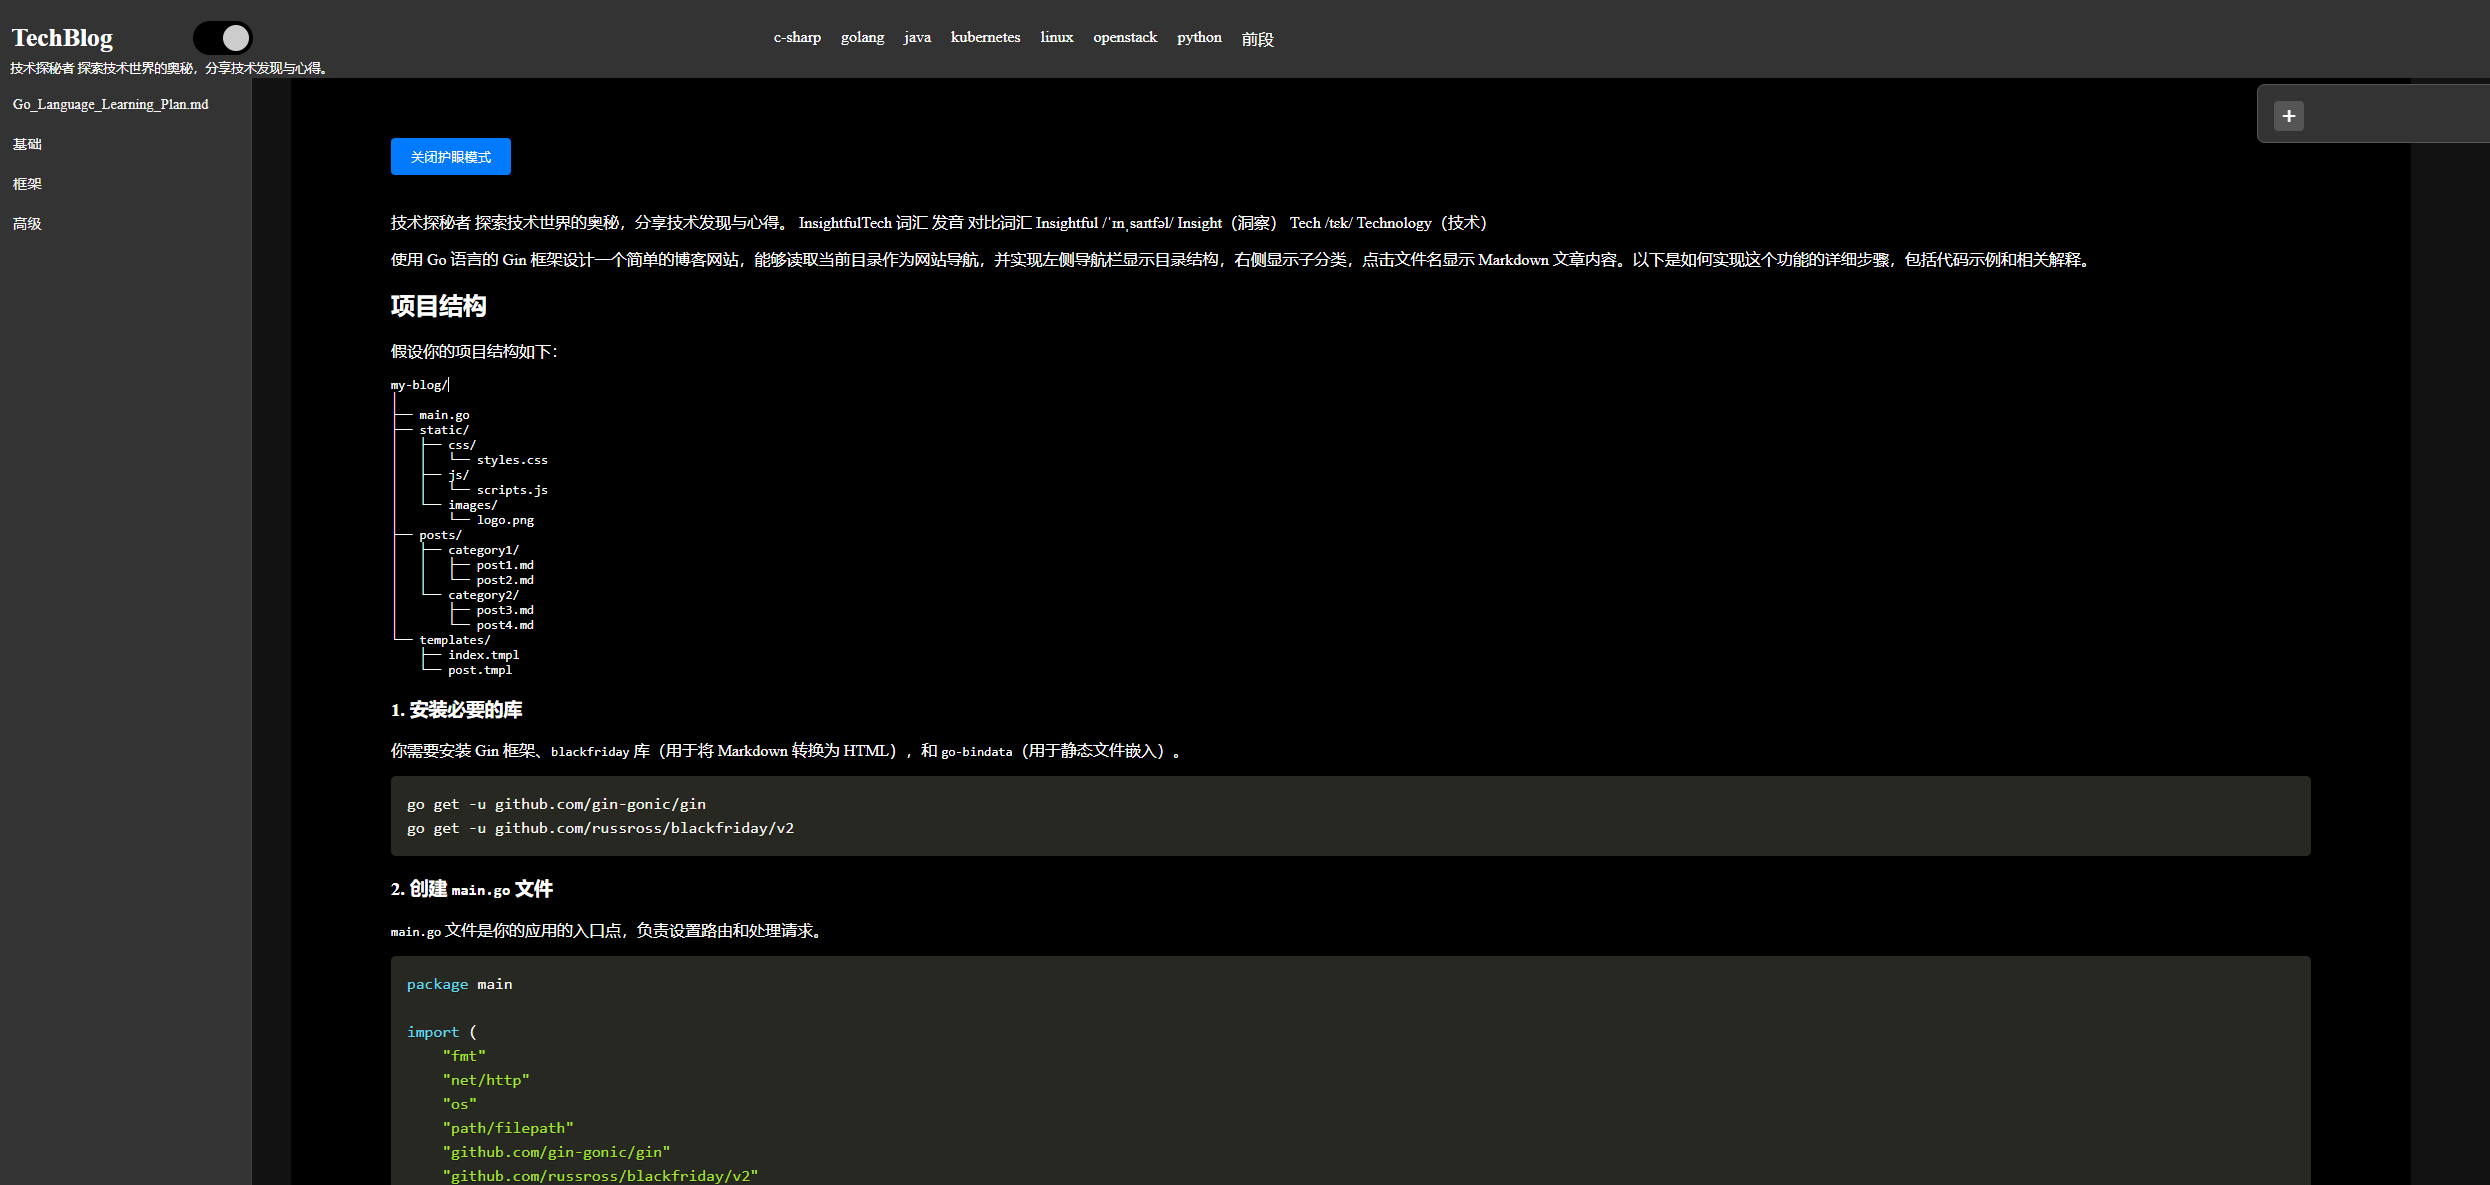 TechBlog
技术探秘者 探索技术世界的奥秘，分享技术发现与心得。
c-sharp golang java kubernetes linux openstack python 前段
Go_Language_Learning_Plan.md
基础
框架
高级
+
关闭护眼模式
技术探秘者 探索技术世界的奥秘，分享技术发现与心得。 InsightfulTech 词汇 发音 对比词汇 Insightful /ˈɪnˌsaɪtfəl/ Insight（洞察） Tech /tɛk/ Technology（技术）
使用 Go 语言的 Gin 框架设计一个简单的博客网站，能够读取当前目录作为网站导航，并实现左侧导航栏显示目录结构，右侧显示子分类，点击文件名显示 Markdown 文章内容。以下是如何实现这个功能的详细步骤，包括代码示例和相关解释。
项目结构
假设你的项目结构如下：
my-blog/
│
├── main.go
├── static/
│   ├── css/
│   │   └── styles.css
│   ├── js/
│   │   └── scripts.js
│   └── images/
│       └── logo.png
├── posts/
│   ├── category1/
│   │   ├── post1.md
│   │   └── post2.md
│   └── category2/
│       ├── post3.md
│       └── post4.md
└── templates/
    ├── index.tmpl
    └── post.tmpl
1. 安装必要的库
你需要安装 Gin 框架、blackfriday 库（用于将 Markdown 转换为 HTML），和 go-bindata（用于静态文件嵌入）。
go get -u github.com/gin-gonic/gin
go get -u github.com/russross/blackfriday/v2
2. 创建 main.go 文件
main.go 文件是你的应用的入口点，负责设置路由和处理请求。
package main
import (
"fmt"
"net/http"
"os"
"path/filepath"
"github.com/gin-gonic/gin"
"github.com/russross/blackfriday/v2"